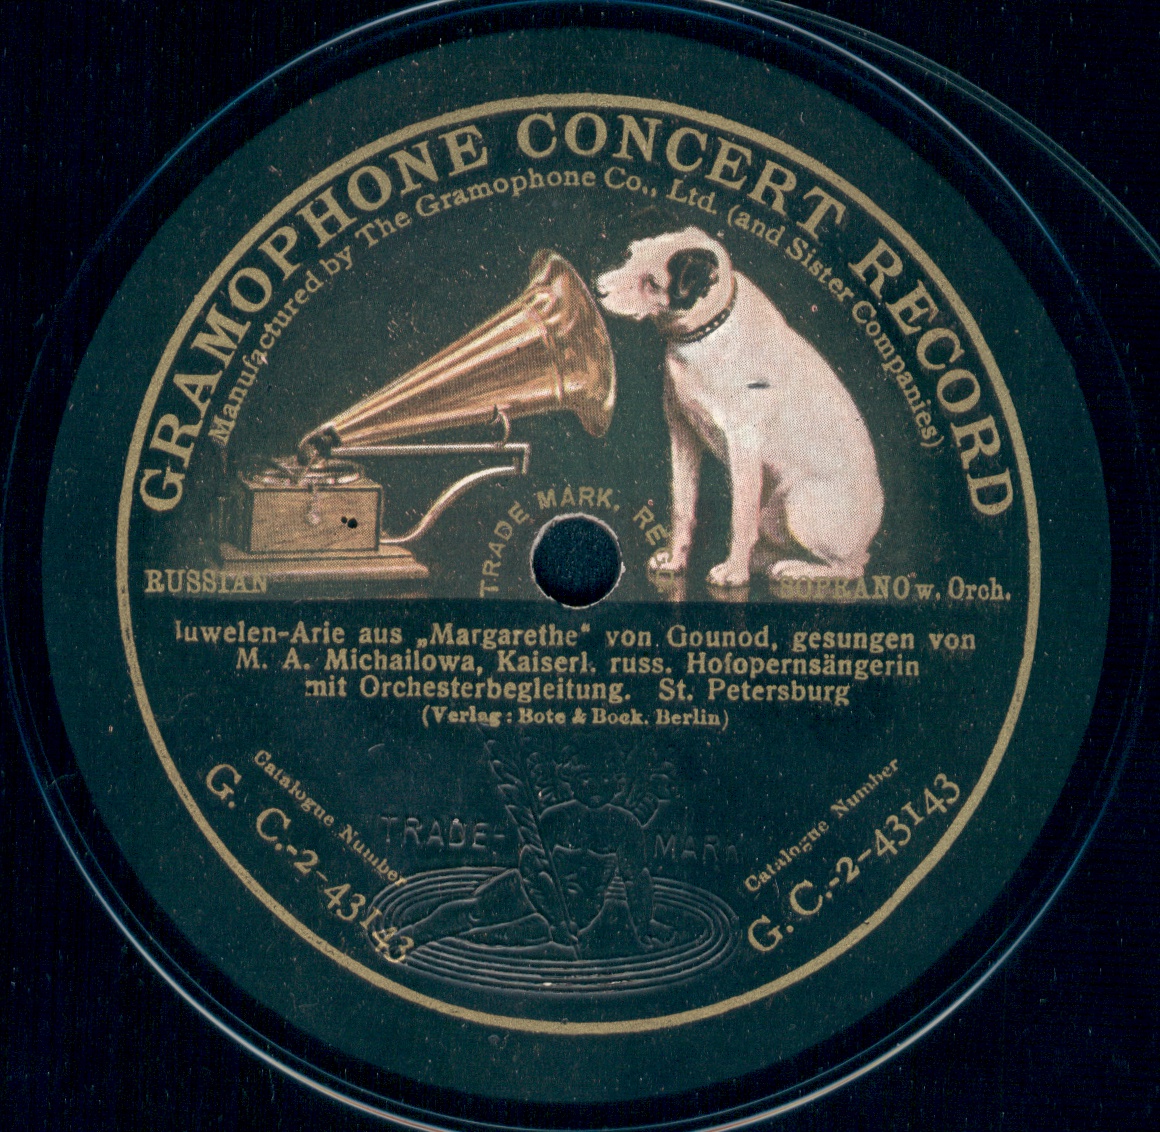 GRAMOPHONE CONCERT RECORD
Manufactured by The Gramophone Co., Ltd. (and Sister Companies)
TRADE MARK. REGD.
RUSSIAN
SOPRANO w. Orch.
Iuwelen-Arie aus „Margarethe“ von Gounod, gesungen von
M. A. Michailowa, Kaiserl. russ. Hofopernsängerin
mit Orchesterbegleitung. St. Petersburg
(Verlag: Bote & Bock. Berlin)
TRADE-MARK
Catalogue Number
G. C.-2-43143
Catalogue Number
G. C.-2-43143